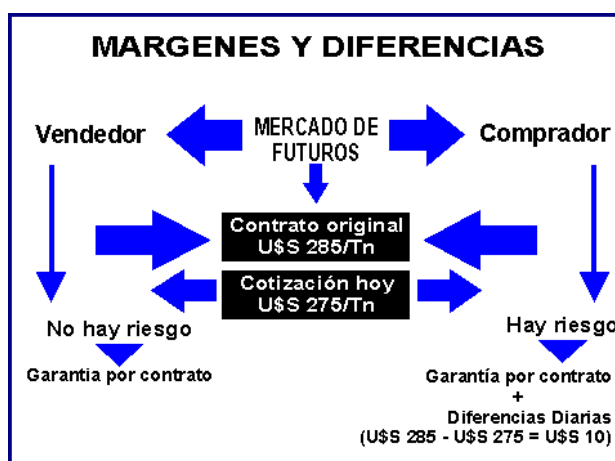 MARGENES Y DIFERENCIAS
Vendedor
MERCADO DE
FUTUROS
Comprador
Contrato original
U$S 285/Tn
Cotización hoy
U$S 275/Tn
No hay riesgo
Hay riesgo
Garantia por contrato
Garantía por contrato
+
Diferencias Diarias
(U$S 285 - U$S 275 = U$S 10)